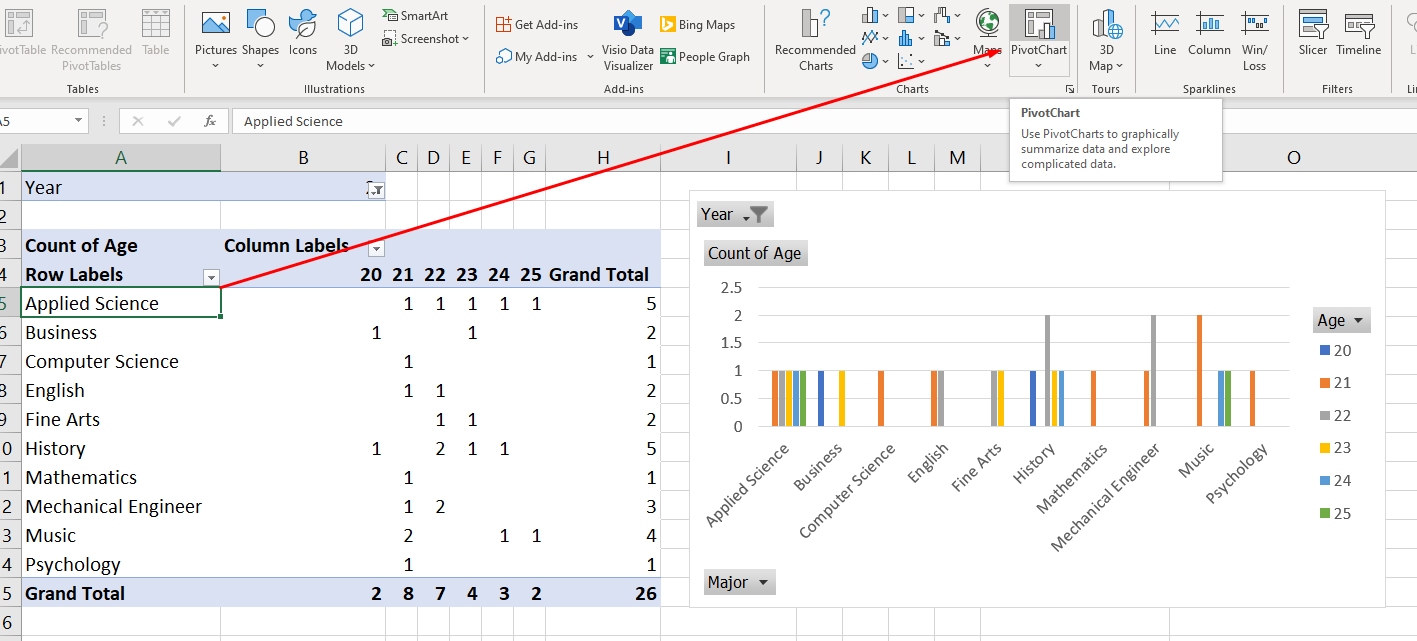 PivotTable Recommended Table
PivotTables
Tables
Pictures Shapes Icons 3D
Models
SmartArt
Screenshot
Illustrations
Get Add-ins
My Add-ins
Visio Data
Visualizer
Bing Maps
People Graph
Add-ins
Recommended
Charts
Maps PivotChart
Charts
3D
Map
Tours
Line Column Win/
Loss
Sparklines
Slicer Timeline
Filters
A5 fx Applied Science
PivotChart
Use PivotCharts to graphically
summarize data and explore
complicated data.
A B C D E F G H I J K L M O
1 Year
2
3 Count of Age Column Labels
4 Row Labels 20 21 22 23 24 25 Grand Total
5 Applied Science 1 1 1 1 1 5
6 Business 1 1 2
7 Computer Science 1 1
8 English 1 1 2
9 Fine Arts 1 1 2
0 History 1 2 1 1 5
1 Mathematics 1 1
2 Mechanical Engineer 1 2 3
3 Music 2 1 1 4
4 Psychology 1 1
5 Grand Total 2 8 7 4 3 2 26
6
Year
Count of Age
2.5
2
1.5
1
0.5
0
Applied Science
Business
Computer Science
English
Fine Arts
History
Mathematics
Mechanical Engineer
Music
Psychology
Age
20
21
22
23
24
25
Major